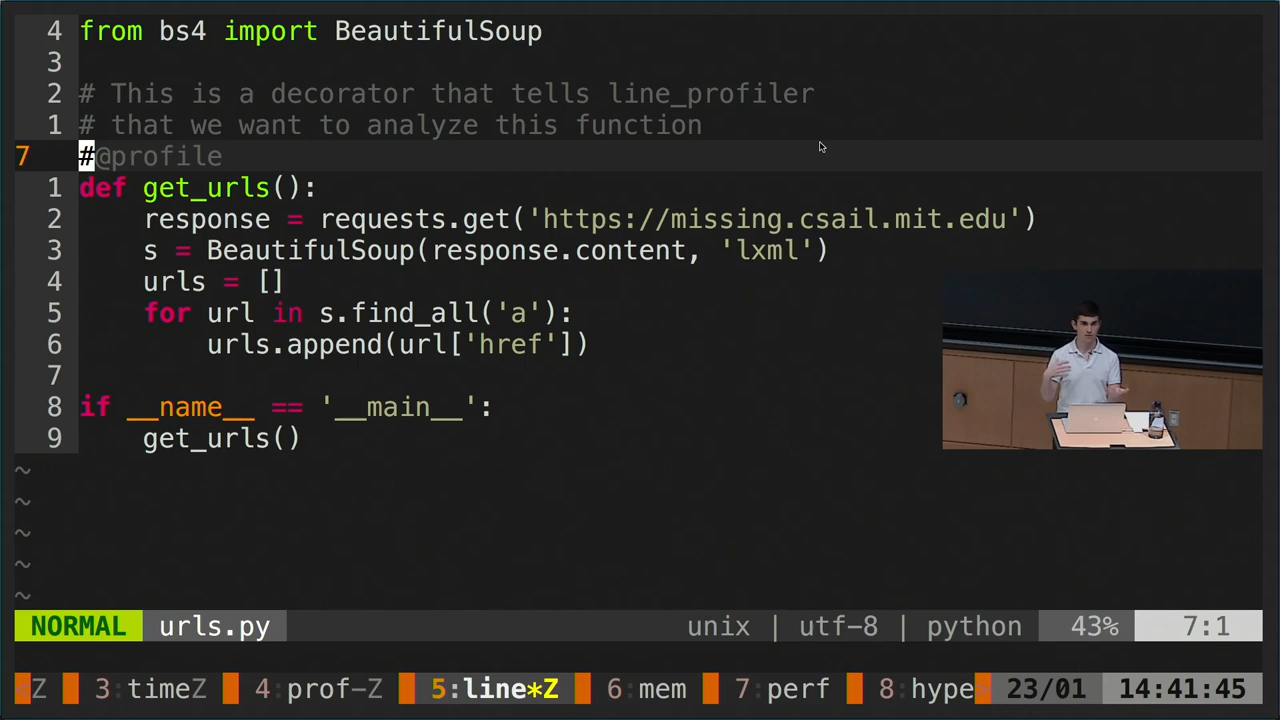 4 from bs4 import BeautifulSoup
3
2 # This is a decorator that tells line_profiler
1 # that we want to analyze this function
7 #@profile
1 def get_urls():
2 response = requests.get('https://missing.csail.mit.edu')
3 s = BeautifulSoup(response.content, 'lxml')
4 urls = []
5 for url in s.find_all('a'):
6 urls.append(url['href'])
7
8 if __name__ == '__main__':
9 get_urls()
~
~
~
~
~
NORMAL urls.py unix | utf-8 | python 43% 7:1
<Z 3:timeZ 4:prof-Z 5:line*Z 6:mem 7:perf 8:hype> 23/01 14:41:45